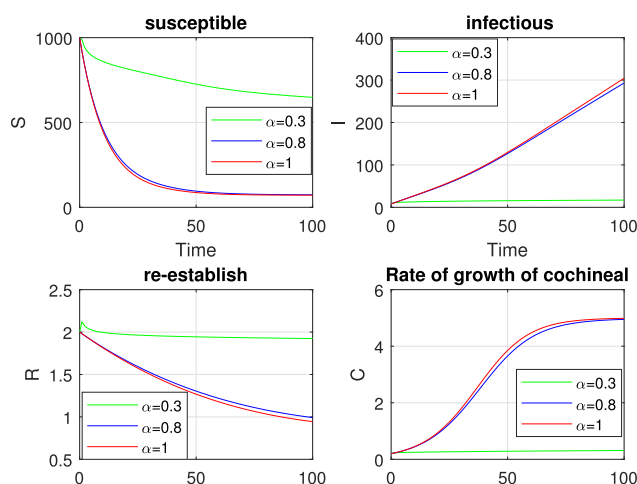 susceptible
1000
500
0
S
0
50
100
Time
α=0.3
α=0.8
α=1
infectious
400
300
200
100
0
I
0
50
100
Time
α=0.3
α=0.8
α=1
re-establish
2.5
2
1.5
1
0.5
R
0
50
100
α=0.3
α=0.8
α=1
Rate of growth of cochineal
6
4
2
0
C
0
50
100
α=0.3
α=0.8
α=1